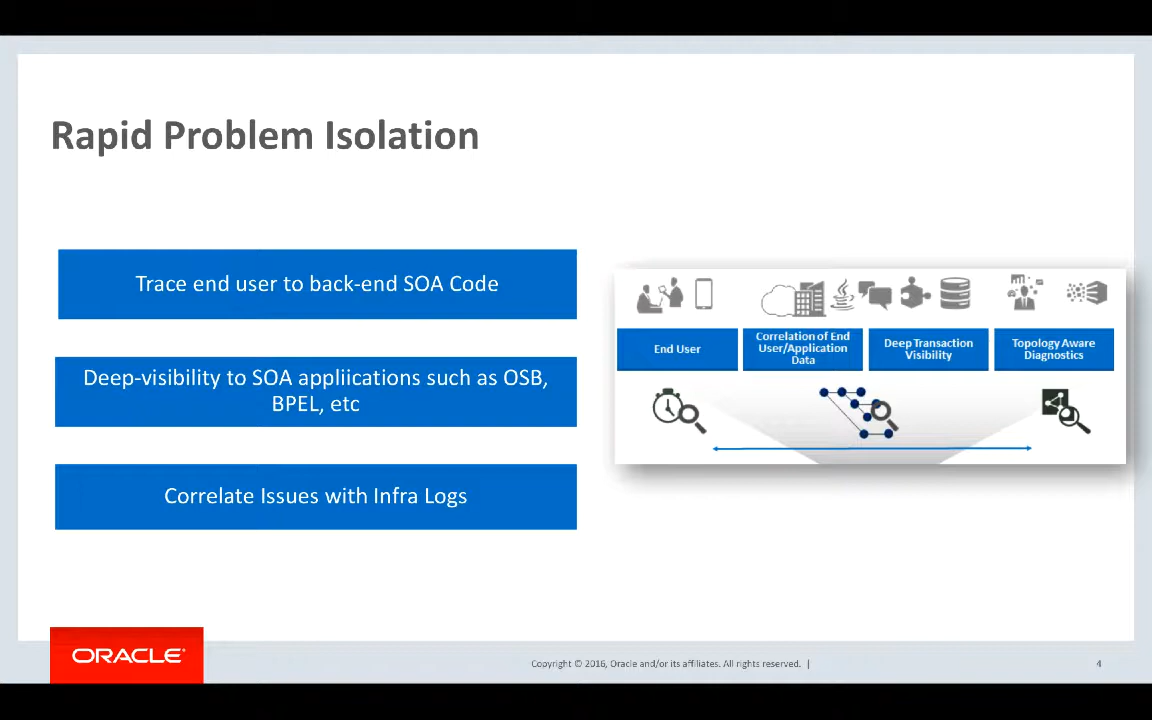 Rapid Problem Isolation
Trace end user to back-end SOA Code
Deep-visibility to SOA appliications such as OSB,
BPEL, etc
Correlate Issues with Infra Logs
End User
Correlation of End
User/Application
Data
Deep Transaction
Visibility
Topology Aware
Diagnostics
ORACLE®
Copyright © 2016, Oracle and/or its affiliates. All rights reserved. |
4